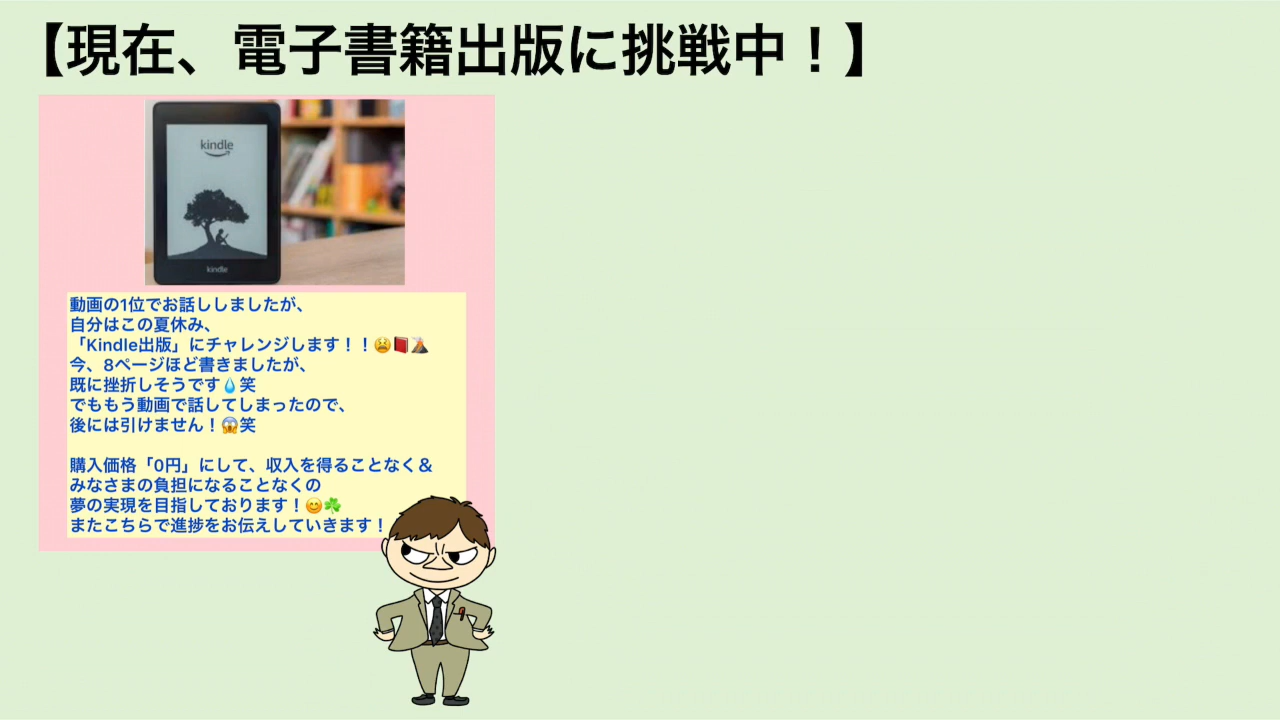 【現在、電子書籍出版に挑戦中！】
kindle
kindle
動画の1位でお話ししましたが、
自分はこの夏休み、
「Kindle出版」にチャレンジします！！😫📕🌋
今、8ページほど書きましたが、
既に挫折しそうです💧笑
でももう動画で話してしまったので、
後には引けません！😱笑
購入価格「0円」にして、収入を得ることなく＆
みなさまの負担になることなくの
夢の実現を目指しております！😊☘️
またこちらで進捗をお伝えしていきます！